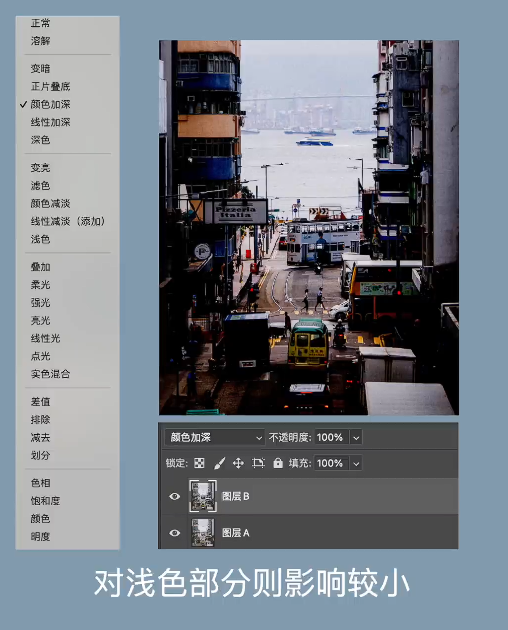 正常
溶解
变暗
正片叠底
✓ 颜色加深
线性加深
深色
变亮
滤色
颜色减淡
线性减淡（添加）
浅色
叠加
柔光
强光
亮光
线性光
点光
实色混合
差值
排除
减去
划分
色相
饱和度
颜色
明度
Pizzeria
Italia
P
颜色加深 不透明度: 100%
锁定: 填充: 100%
图层 B
图层 A
对浅色部分则影响较小